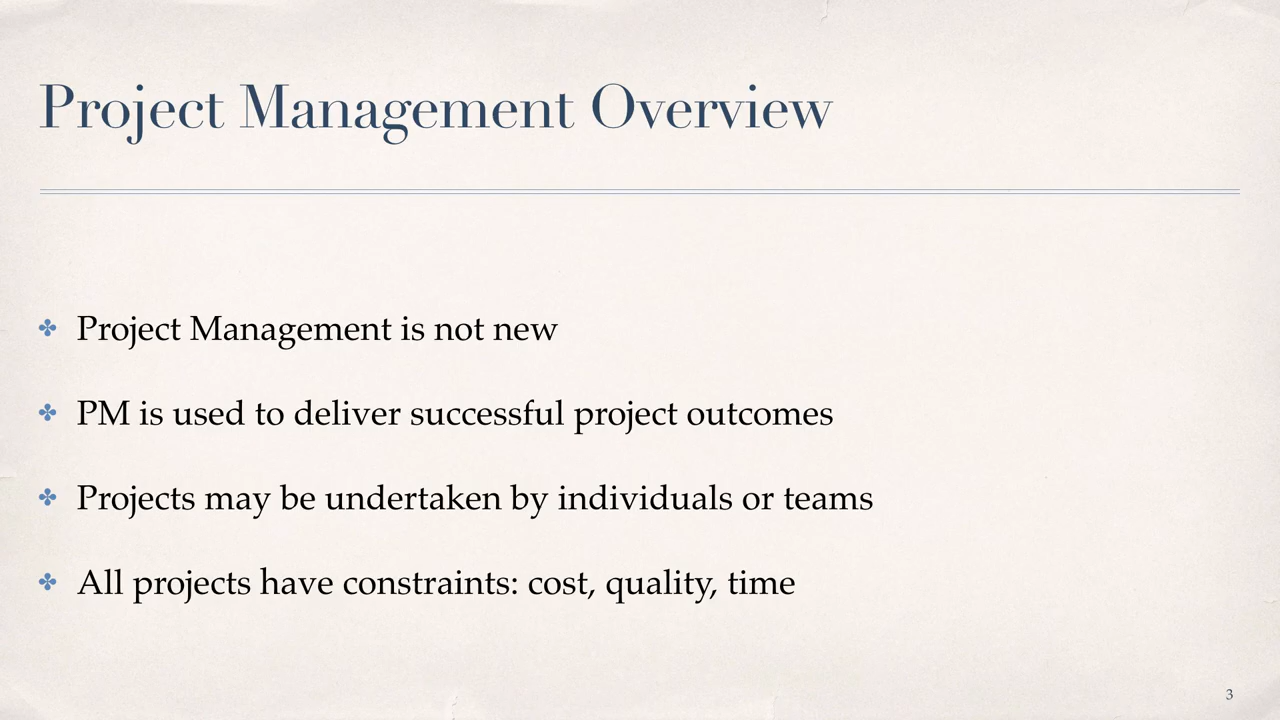 Project Management Overview
Project Management is not new
PM is used to deliver successful project outcomes
Projects may be undertaken by individuals or teams
All projects have constraints: cost, quality, time
3